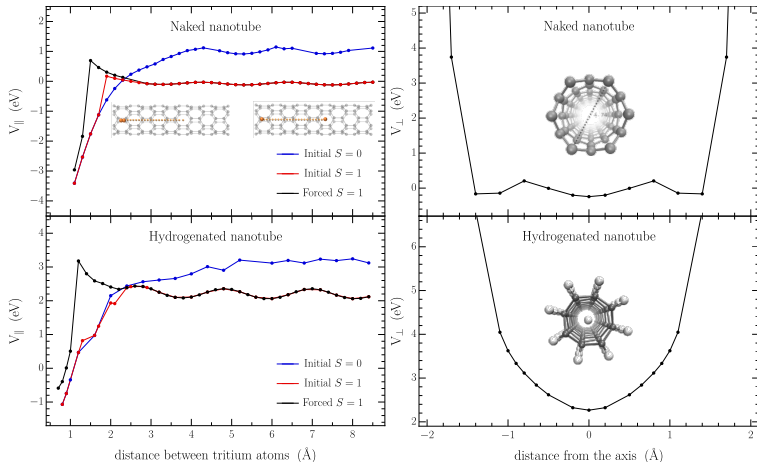 Naked nanotube
2
1
0
−1
−2
−3
−4
V∥ (eV)
Initial S = 0
Initial S = 1
Forced S = 1
Naked nanotube
5
4
3
2
1
0
V⊥ (eV)
Hydrogenated nanotube
4
3
2
1
0
−1
V∥ (eV)
Initial S = 0
Initial S = 1
Forced S = 1
1 2 3 4 5 6 7 8
distance between tritium atoms (Å)
Hydrogenated nanotube
6
5
4
3
2
V⊥ (eV)
−2 −1 0 1 2
distance from the axis (Å)